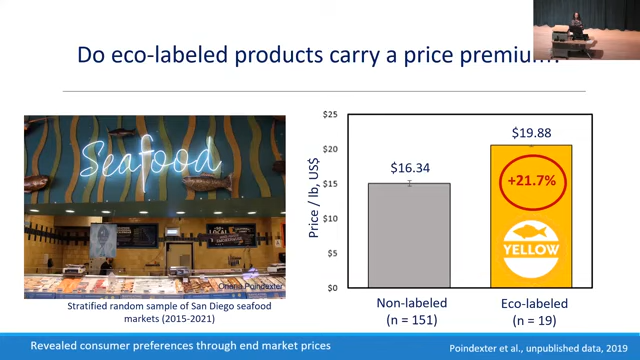 Do eco-labeled products carry a price premium?
Seafood
LOCAL
Oriana Poindexter
Stratified random sample of San Diego seafood
markets (2015-2021)
Price / lb, US$
$25
$20
$15
$10
$5
$0
$16.34
$19.88
+21.7%
YELLOW
Non-labeled
(n = 151)
Eco-labeled
(n = 19)
Revealed consumer preferences through end market prices
Poindexter et al., unpublished data, 2019